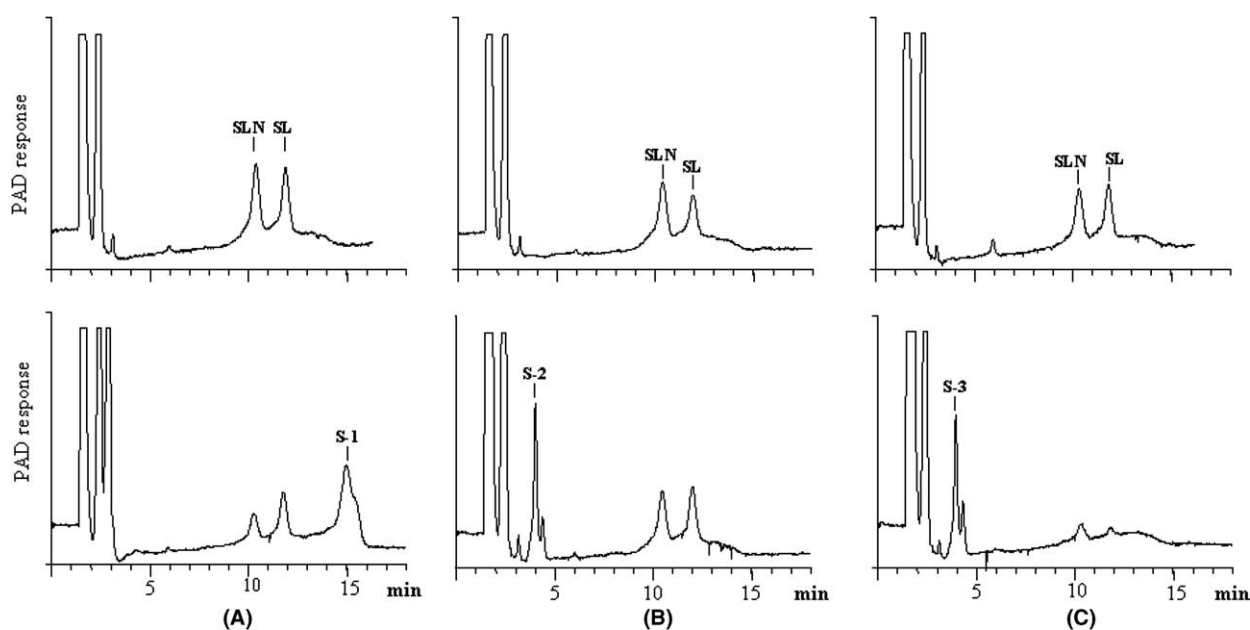 PAD response
SLN SL
SLN SL
SLN SL
PAD response
S-1
S-2
S-3
5 10 15 min
5 10 15 min
5 10 15 min
(A) (B) (C)